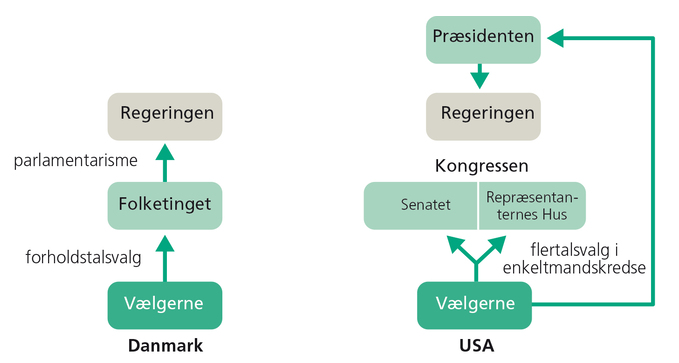 Regeringen
parlamentarisme
Folketinget
forholdstalsvalg
Vælgerne
Danmark
Præsidenten
Regeringen
Kongressen
Senatet
Repræsentan-
ternes Hus
flertalsvalg i
enkeltmandskredse
Vælgerne
USA